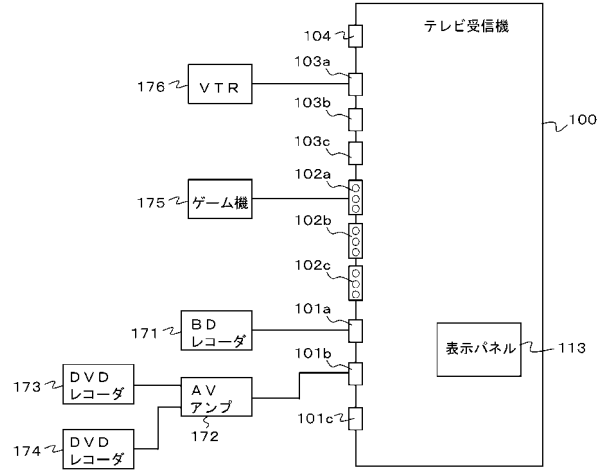 テレビ受信機
104
103a
176
VTR
103b
100
103c
102a
175
ゲーム機
102b
102c
101a
171
BD
レコーダ
101b
表示パネル
113
173
DVD
レコーダ
AV
アンプ
172
101c
174
DVD
レコーダ